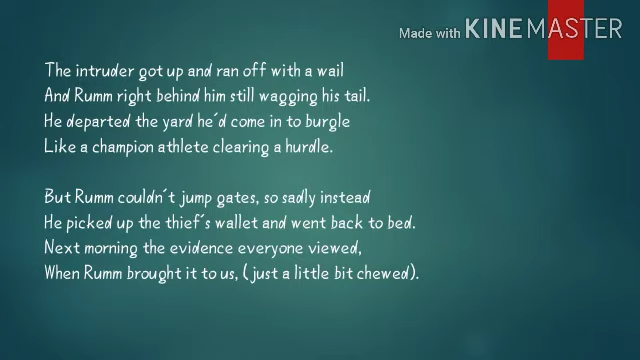 Made with KINEMASTER
The intruder got up and ran off with a wail
And Rumm right behind him still wagging his tail.
He departed the yard he´d come in to burgle
Like a champion athlete clearing a hurdle.
But Rumm couldn´t jump gates, so sadly instead
He picked up the thief´s wallet and went back to bed.
Next morning the evidence everyone viewed,
When Rumm brought it to us, (just a little bit chewed).